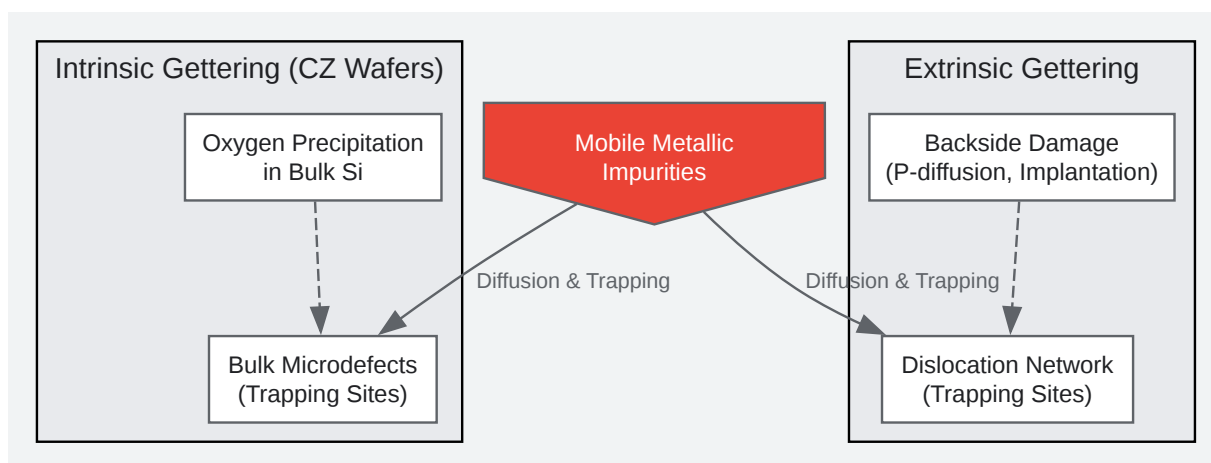 Intrinsic Gettering (CZ Wafers)
Oxygen Precipitation
in Bulk Si
Bulk Microdefects
(Trapping Sites)
Mobile Metallic
Impurities
Diffusion & Trapping
Diffusion & Trapping
Extrinsic Gettering
Backside Damage
(P-diffusion, Implantation)
Dislocation Network
(Trapping Sites)